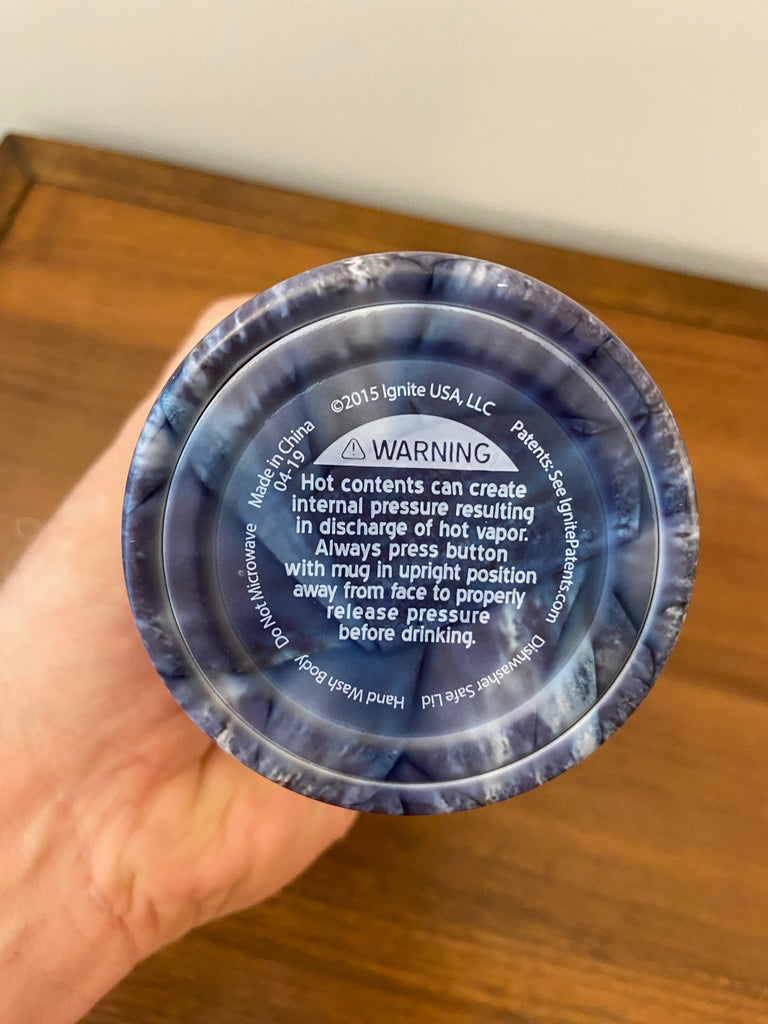 ©2015 Ignite USA, LLC
Patents: See IgnitePatents.com
Dishwasher Safe Lid
Hand Wash Body
Do Not Microwave
Made in China
04-19
WARNING
Hot contents can create
internal pressure resulting
in discharge of hot vapor.
Always press button
with mug in upright position
away from face to properly
release pressure
before drinking.